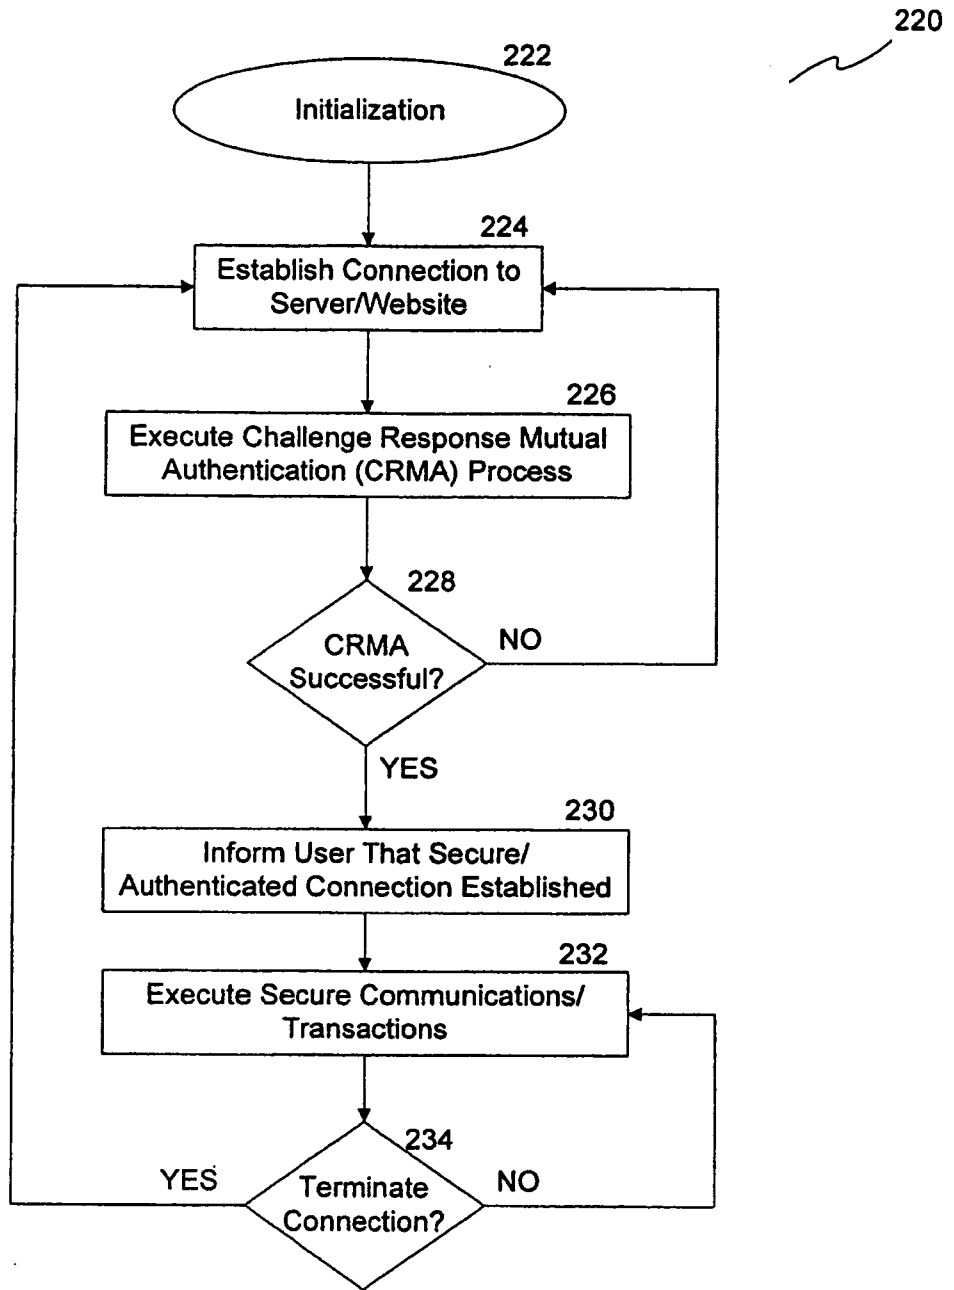 220
222
Initialization
224
Establish Connection to
Server/Website
226
Execute Challenge Response Mutual
Authentication (CRMA) Process
228
CRMA
Successful?
NO
YES
230
Inform User That Secure/
Authenticated Connection Established
232
Execute Secure Communications/
Transactions
234
YES
Terminate
Connection?
NO